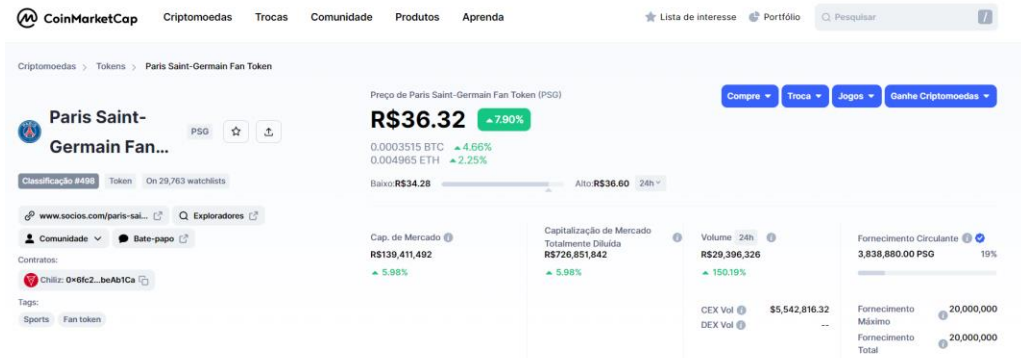 CoinMarketCap
Criptomoedas Trocas Comunidade Produtos Aprenda
Lista de interesse Portfólio Pesquisar /
Criptomoedas > Tokens > Paris Saint-Germain Fan Token
Paris Saint-
Germain Fan...
PSG
Classificação #498 Token On 29,763 watchlists
www.socios.com/paris-sai... Exploradores
Comunidade Bate-papo
Contratos:
Chiliz: 0x6fc2...beAb1Ca
Tags:
Sports Fan token
Preço de Paris Saint-Germain Fan Token (PSG)
R$36.32 7.90%
0.0003515 BTC 4.66%
0.004965 ETH 2.25%
Baixo:R$34.28 Alto:R$36.60 24h
Compre Troca Jogos Ganhe Criptomoedas
Cap. de Mercado
R$139,411,492
5.98%
Capitalização de Mercado
Totalmente Diluída
R$726,851,842
5.98%
Volume 24h
R$29,396,326
150.19%
CEX Vol $5,542,816.32
DEX Vol --
Fornecimento Circulante
3,838,880.00 PSG 19%
Fornecimento
Máximo
20,000,000
Fornecimento
Total
20,000,000